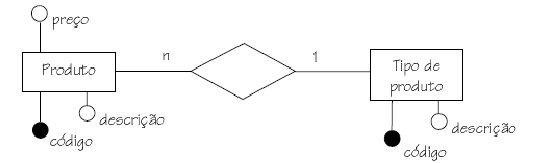 preço
Produto
n
1
Tipo de
produto
descrição
código
descrição
código